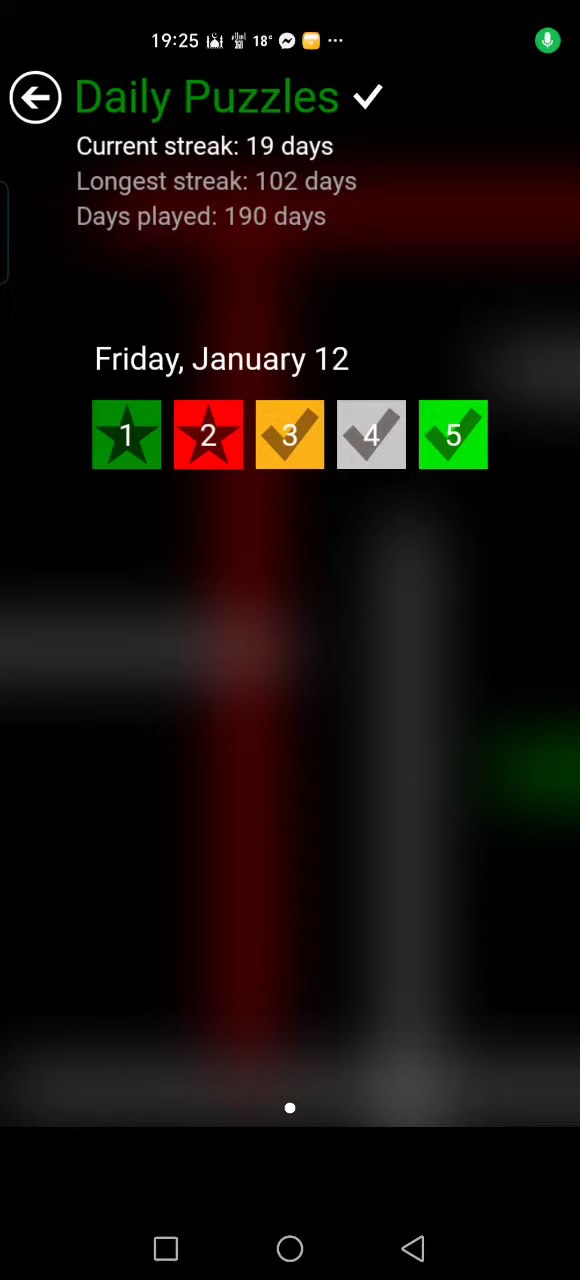 19:25 18° ...
Daily Puzzles
Current streak: 19 days
Longest streak: 102 days
Days played: 190 days
Friday, January 12
1 2 3 4 5